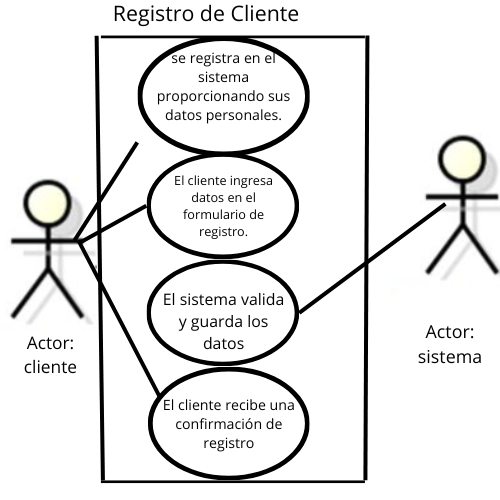 Registro de Cliente
se registra en el
sistema
proporcionando sus
datos personales.
El cliente ingresa
datos en el
formulario de
registro.
El sistema valida
y guarda los
datos
El cliente recibe una
confirmación de
registro
Actor:
cliente
Actor:
sistema